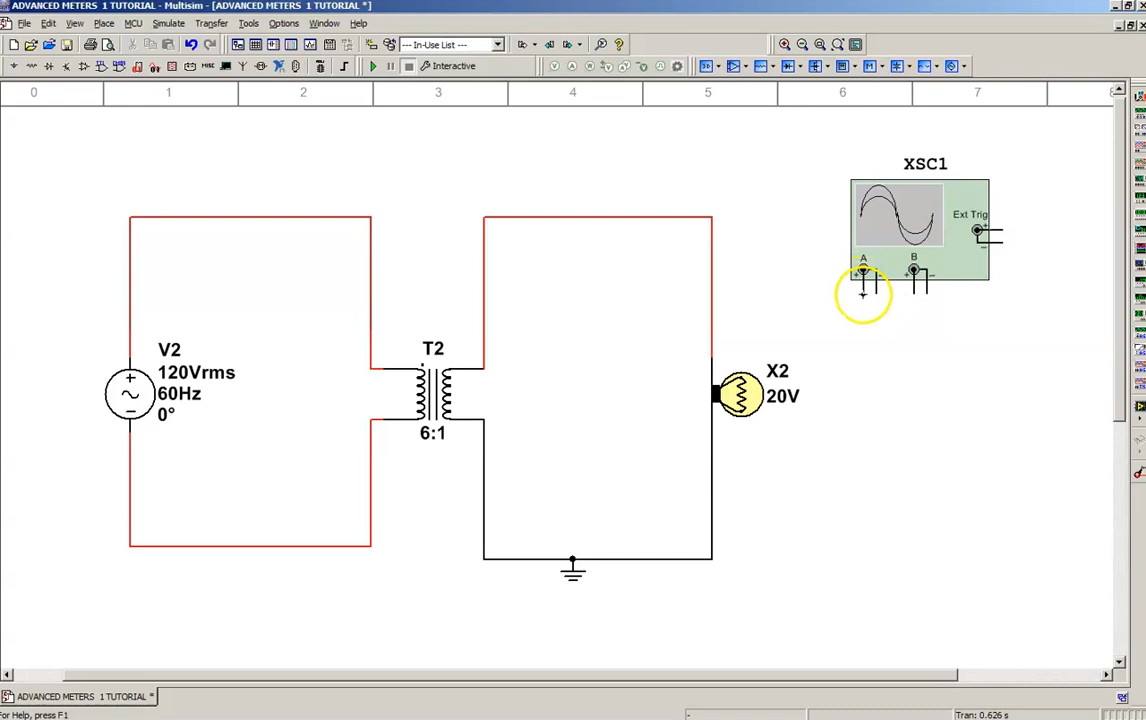 ADVANCED METERS  1 TUTORIAL - Multisim - [ADVANCED METERS  1 TUTORIAL *]
File Edit View Place MCU Simulate Transfer Tools Options Window Help
--- In-Use List ---
Interactive
0 1 2 3 4 5 6 7 8
XSC1
Ext Trig
+
−
A B
+ − + −
V2
120Vrms
60Hz
0°
+
−
T2
6:1
X2
20V
ADVANCED METERS  1 TUTORIAL *
For Help, press F1
-
Tran: 0.626 s